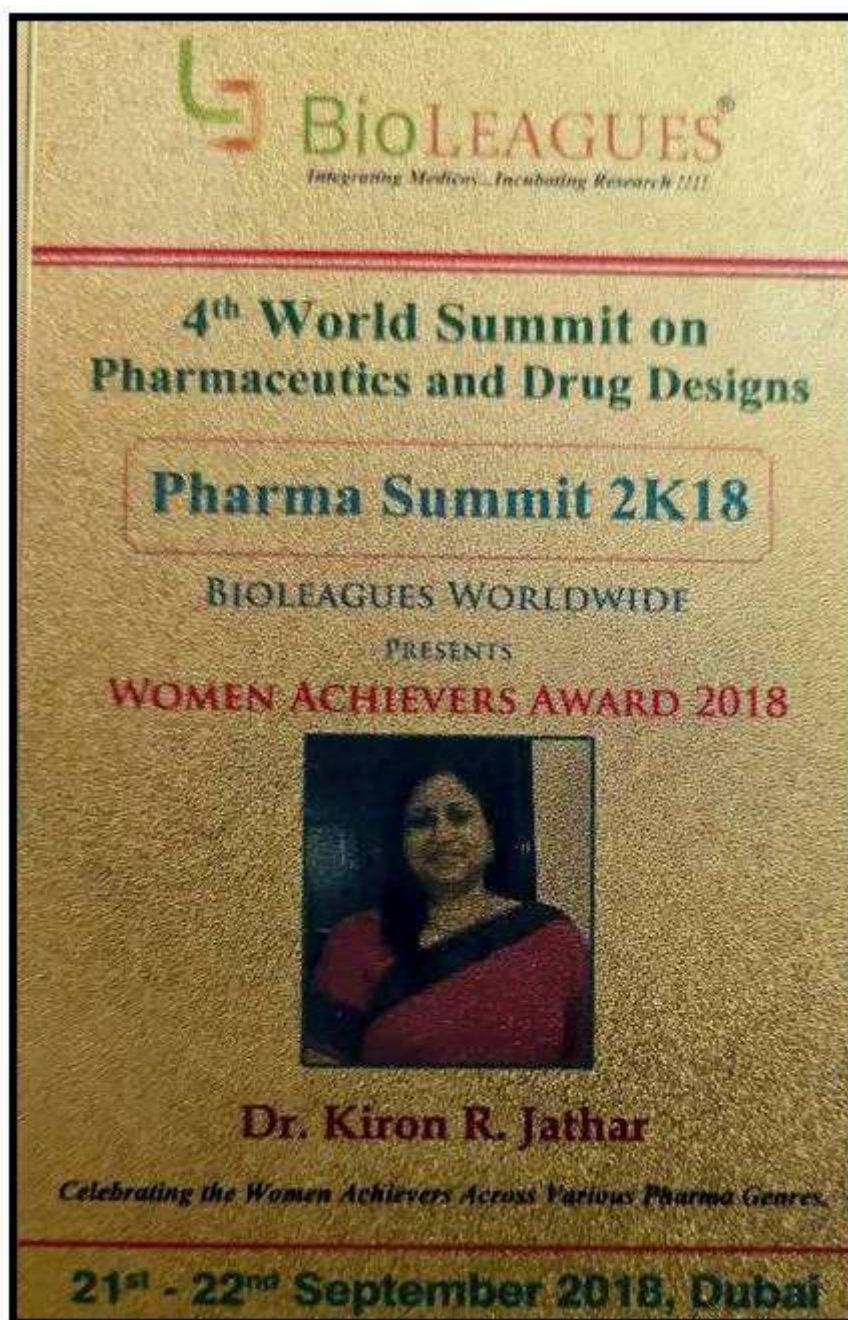 BioLEAGUES®
Integrating Medicos...Incubating Research !!!!
4th World Summit on
Pharmaceutics and Drug Designs
Pharma Summit 2K18
BIOLEAGUES WORLDWIDE
PRESENTS
WOMEN ACHIEVERS AWARD 2018
Dr. Kiron R. Jathar
Celebrating the Women Achievers Across Various Pharma Genres.
21st - 22nd September 2018, Dubai